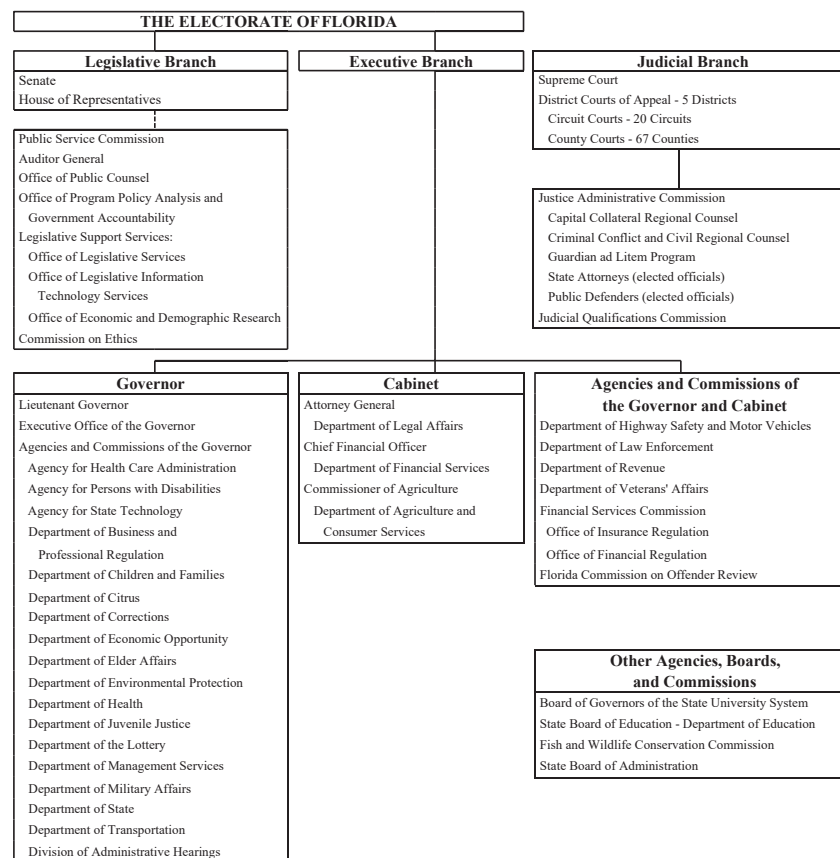 THE ELECTORATE OF FLORIDA
Legislative Branch
Senate
House of Representatives
Public Service Commission
Auditor General
Office of Public Counsel
Office of Program Policy Analysis and
Government Accountability
Legislative Support Services:
Office of Legislative Services
Office of Legislative Information
Technology Services
Office of Economic and Demographic Research
Commission on Ethics
Executive Branch
Judicial Branch
Supreme Court
District Courts of Appeal - 5 Districts
Circuit Courts - 20 Circuits
County Courts - 67 Counties
Justice Administrative Commission
Capital Collateral Regional Counsel
Criminal Conflict and Civil Regional Counsel
Guardian ad Litem Program
State Attorneys (elected officials)
Public Defenders (elected officials)
Judicial Qualifications Commission
Governor
Lieutenant Governor
Executive Office of the Governor
Agencies and Commissions of the Governor
Agency for Health Care Administration
Agency for Persons with Disabilities
Agency for State Technology
Department of Business and
Professional Regulation
Department of Children and Families
Department of Citrus
Department of Corrections
Department of Economic Opportunity
Department of Elder Affairs
Department of Environmental Protection
Department of Health
Department of Juvenile Justice
Department of the Lottery
Department of Management Services
Department of Military Affairs
Department of State
Department of Transportation
Division of Administrative Hearings
Cabinet
Attorney General
Department of Legal Affairs
Chief Financial Officer
Department of Financial Services
Commissioner of Agriculture
Department of Agriculture and
Consumer Services
Agencies and Commissions of
the Governor and Cabinet
Department of Highway Safety and Motor Vehicles
Department of Law Enforcement
Department of Revenue
Department of Veterans' Affairs
Financial Services Commission
Office of Insurance Regulation
Office of Financial Regulation
Florida Commission on Offender Review
Other Agencies, Boards,
and Commissions
Board of Governors of the State University System
State Board of Education - Department of Education
Fish and Wildlife Conservation Commission
State Board of Administration